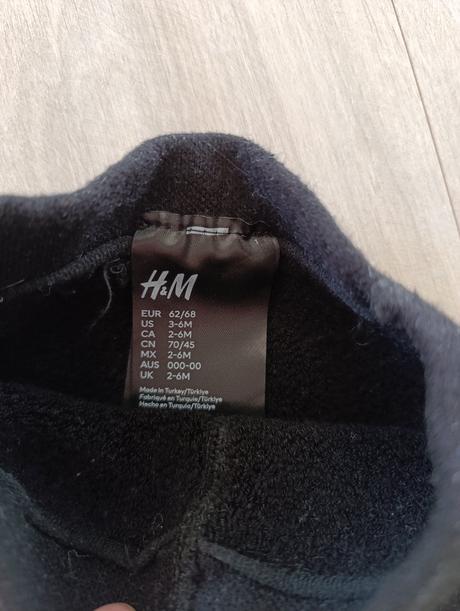 H&M
EUR 62/68
US 3-6M
CA 2-6M
CN 70/45
MX 2-6M
AUS 000-00
UK 2-6M
Made in Turkey/Türkiye
Fabriqué en Turquie/Türkiye
Hecho en Turquía/Türkiye